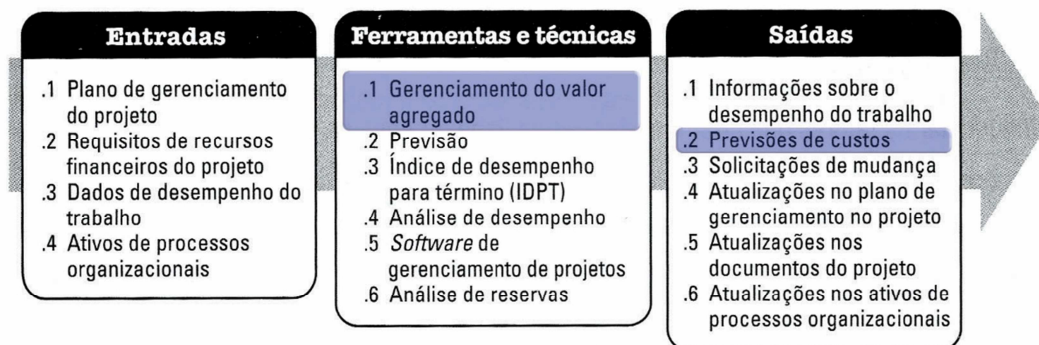 Entradas
.1 Plano de gerenciamento
do projeto
.2 Requisitos de recursos
financeiros do projeto
.3 Dados de desempenho do
trabalho
.4 Ativos de processos
organizacionais
Ferramentas e técnicas
.1 Gerenciamento do valor
agregado
.2 Previsão
.3 Índice de desempenho
para término (IDPT)
.4 Análise de desempenho
.5 Software de
gerenciamento de projetos
.6 Análise de reservas
Saídas
.1 Informações sobre o
desempenho do trabalho
.2 Previsões de custos
.3 Solicitações de mudança
.4 Atualizações no plano de
gerenciamento no projeto
.5 Atualizações nos
documentos do projeto
.6 Atualizações nos ativos de
processos organizacionais